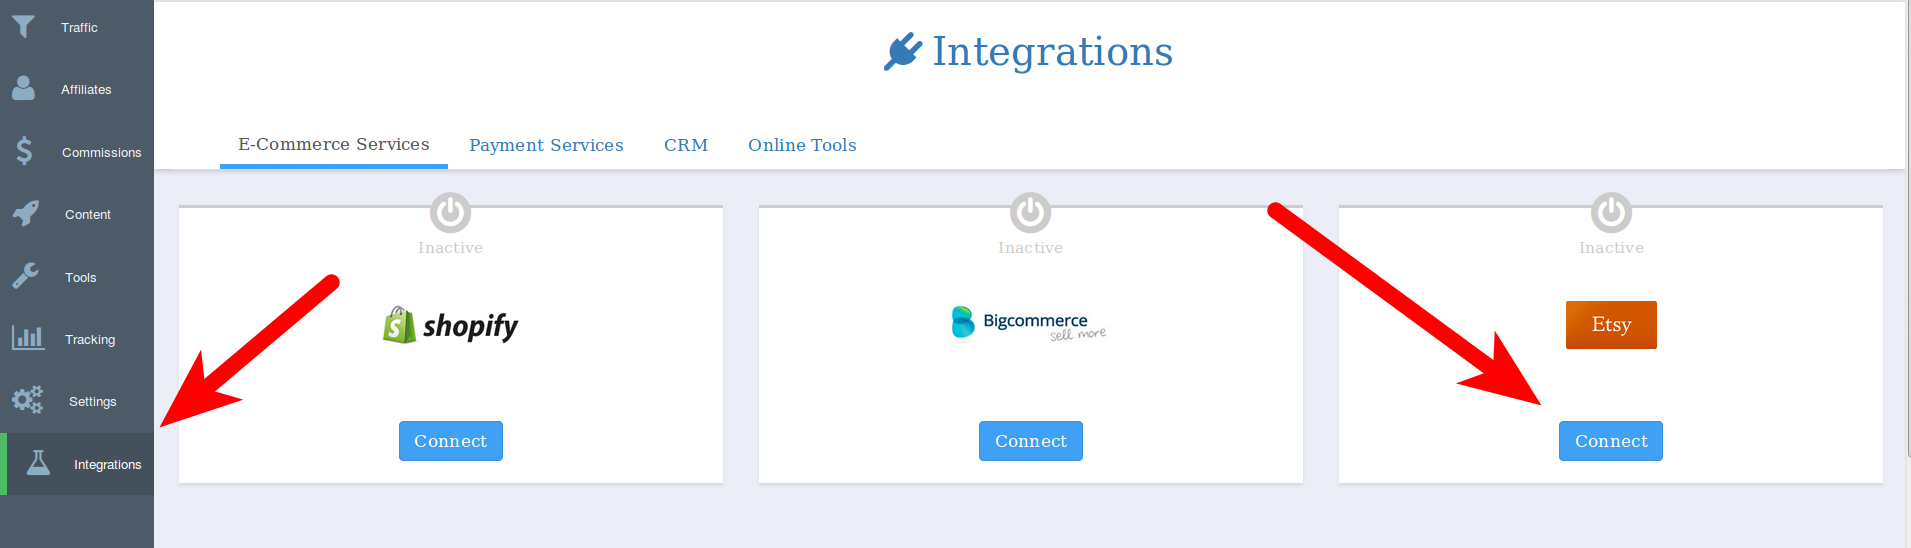 Traffic
Affiliates
Commissions
Content
Tools
Tracking
Settings
Integrations
Integrations
E-Commerce Services Payment Services CRM Online Tools
Inactive
shopify
Connect
Inactive
Bigcommerce
sell more
Connect
Inactive
Etsy
Connect